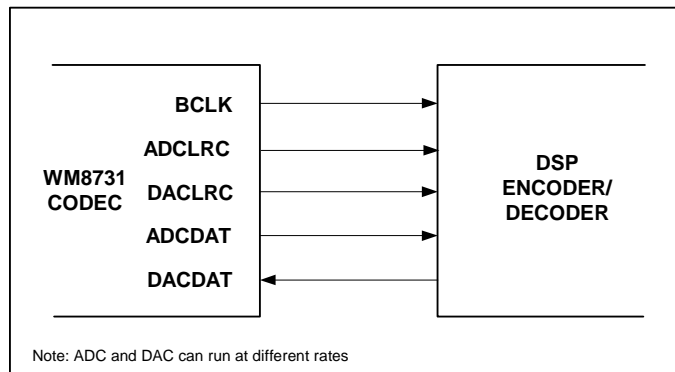 BCLK
ADCLRC
WM8731
CODEC
DACLRC
ADCDAT
DACDAT
DSP
ENCODER/
DECODER
Note: ADC and DAC can run at different rates